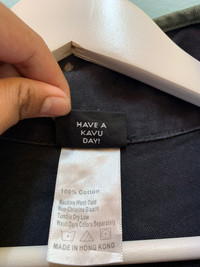 HAVE A
KAVU
DAY!
100% Cotton
Machine Wash Cold
Non-Chlorine Bleach
Tumble Dry Low
Wash Dark Colors Separately
MADE IN HONG KONG